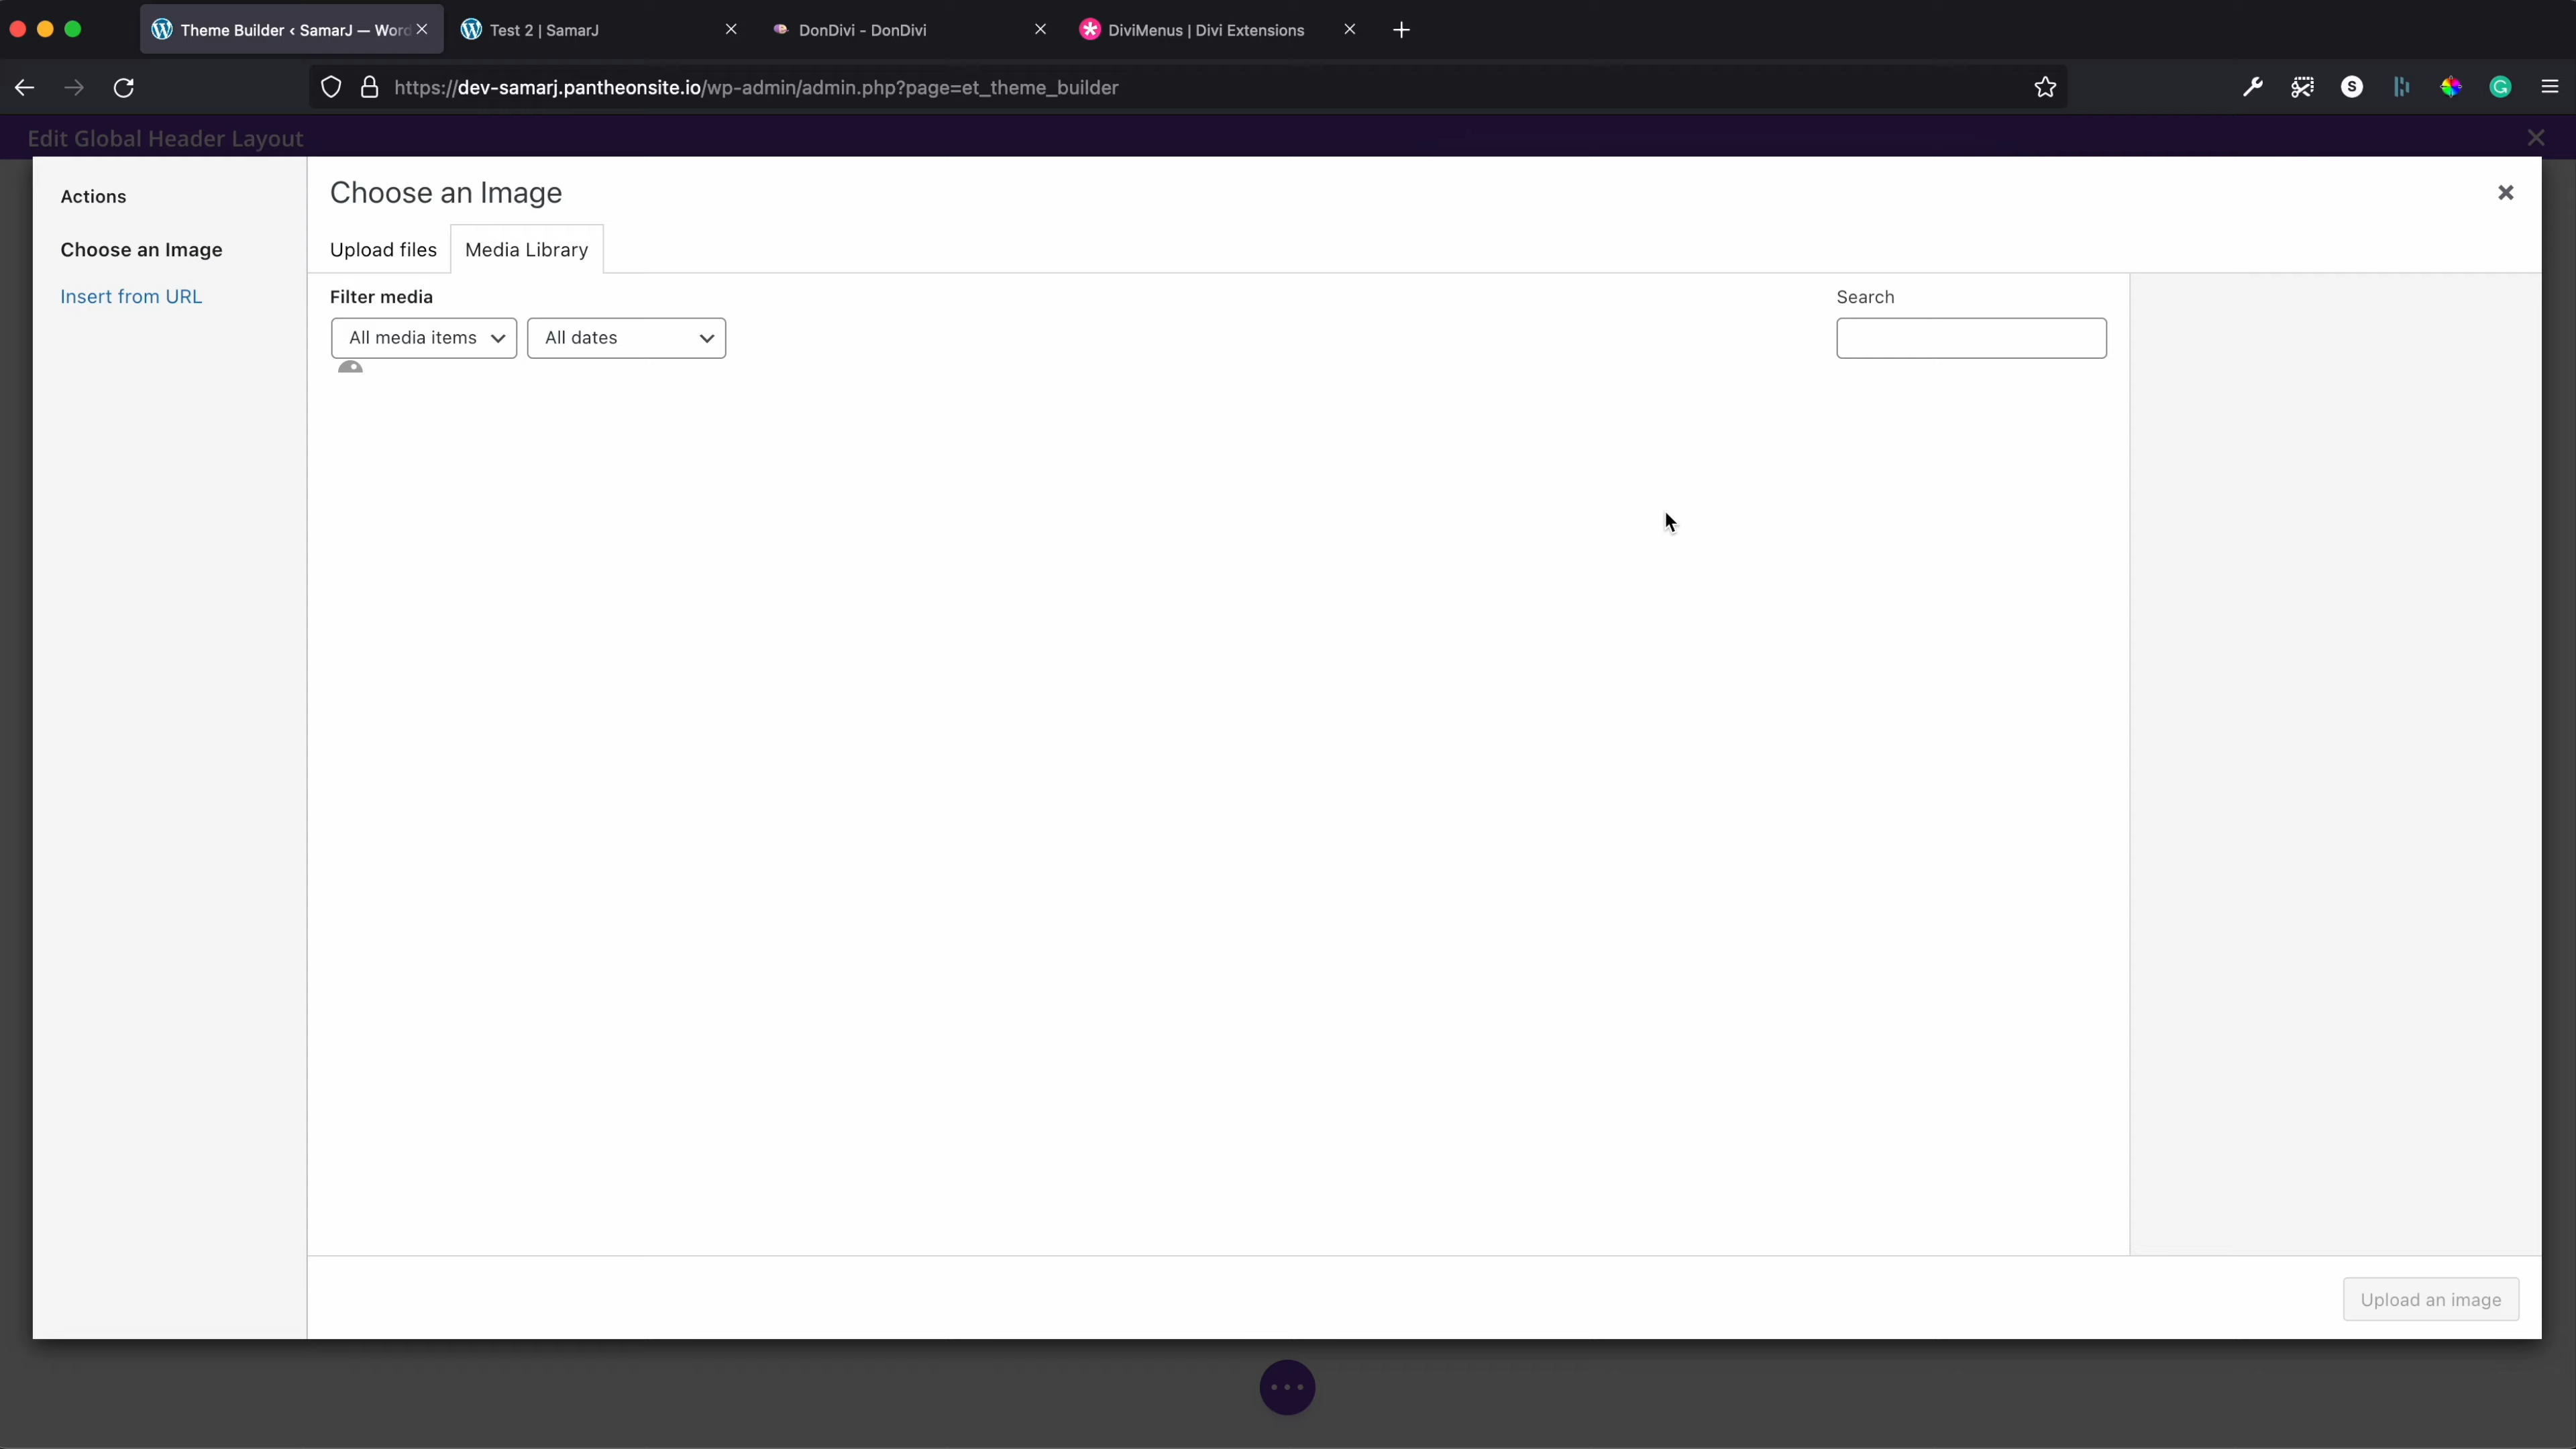 Theme Builder ‹ SamarJ — Word
Test 2 | SamarJ
DonDivi - DonDivi
DiviMenus | Divi Extensions
https://dev-samarj.pantheonsite.io/wp-admin/admin.php?page=et_theme_builder
Edit Global Header Layout
Actions
Choose an Image
Insert from URL
Choose an Image
Upload files
Media Library
Filter media
All media items
All dates
Search
Upload an image